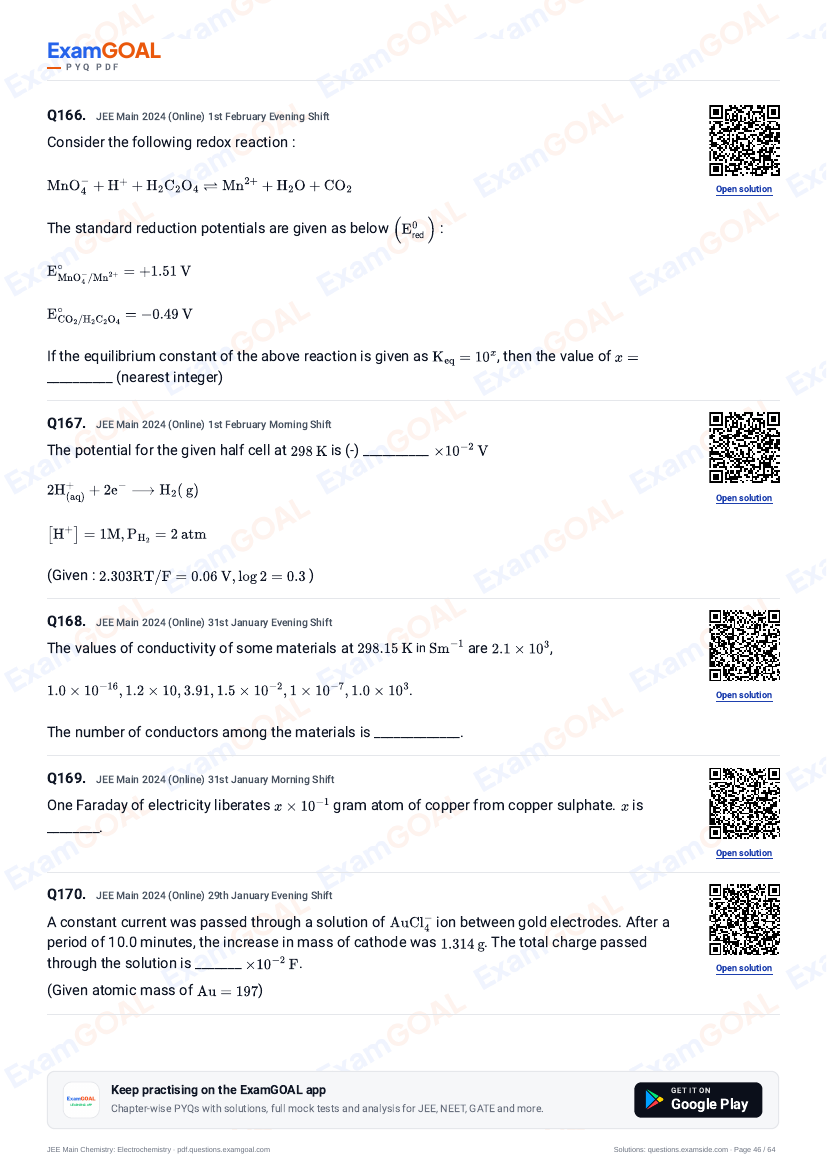 ExamGOAL
PYQ PDF
Q166. JEE Main 2024 (Online) 1st February Evening Shift
Open solution
Consider the following redox reaction :
MnO₄⁻ + H⁺ + H₂C₂O₄ ⇌ Mn²⁺ + H₂O + CO₂
The standard reduction potentials are given as below (E⁰_red) :
E°_MnO₄⁻/Mn²⁺ = +1.51 V
E°_CO₂/H₂C₂O₄ = −0.49 V
If the equilibrium constant of the above reaction is given as K_eq = 10ˣ, then the value of x =
__________ (nearest integer)
Q167. JEE Main 2024 (Online) 1st February Morning Shift
Open solution
The potential for the given half cell at 298 K is (-) __________ ×10⁻² V
2H⁺_(aq) + 2e⁻ ⟶ H₂( g)
[H⁺] = 1M, P_H₂ = 2 atm
(Given : 2.303RT/F = 0.06 V, log 2 = 0.3 )
Q168. JEE Main 2024 (Online) 31st January Evening Shift
Open solution
The values of conductivity of some materials at 298.15 K in Sm⁻¹ are 2.1 × 10³,
1.0 × 10⁻¹⁶, 1.2 × 10, 3.91, 1.5 × 10⁻², 1 × 10⁻⁷, 1.0 × 10³.
The number of conductors among the materials is _____________.
Q169. JEE Main 2024 (Online) 31st January Morning Shift
Open solution
One Faraday of electricity liberates x × 10⁻¹ gram atom of copper from copper sulphate. x is
________.
Q170. JEE Main 2024 (Online) 29th January Evening Shift
Open solution
A constant current was passed through a solution of AuCl₄⁻ ion between gold electrodes. After a
period of 10.0 minutes, the increase in mass of cathode was 1.314 g. The total charge passed
through the solution is _______ ×10⁻² F.
(Given atomic mass of Au = 197)
ExamGOAL
Keep practising on the ExamGOAL app
Chapter-wise PYQs with solutions, full mock tests and analysis for JEE, NEET, GATE and more.
GET IT ON
Google Play
JEE Main Chemistry: Electrochemistry · pdf.questions.examgoal.com
Solutions: questions.examside.com · Page 46 / 64